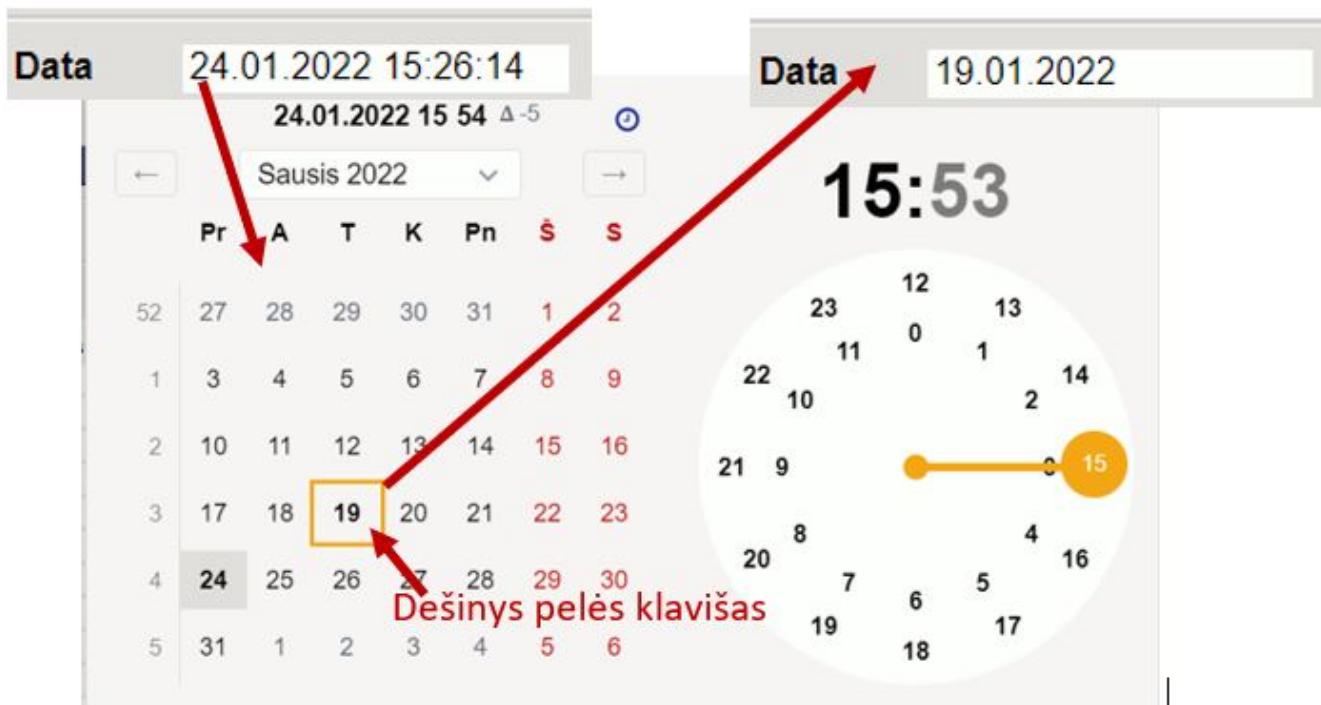 Data 24.01.2022 15:26:14
Data 19.01.2022
24.01.2022 15 54 Δ -5
← Sausis 2022 →
Pr A T K Pn Š S
52 27 28 29 30 31 1 2
1 3 4 5 6 7 8 9
2 10 11 12 13 14 15 16
3 17 18 19 20 21 22 23
4 24 25 26 27 28 29 30
5 31 1 2 3 4 5 6
Dešinys pelės klavišas
15:53
12
23 13
0
11 1
22 14
10 2
21 9 3 15
8 4
20 16
7 5
6
19 17
18